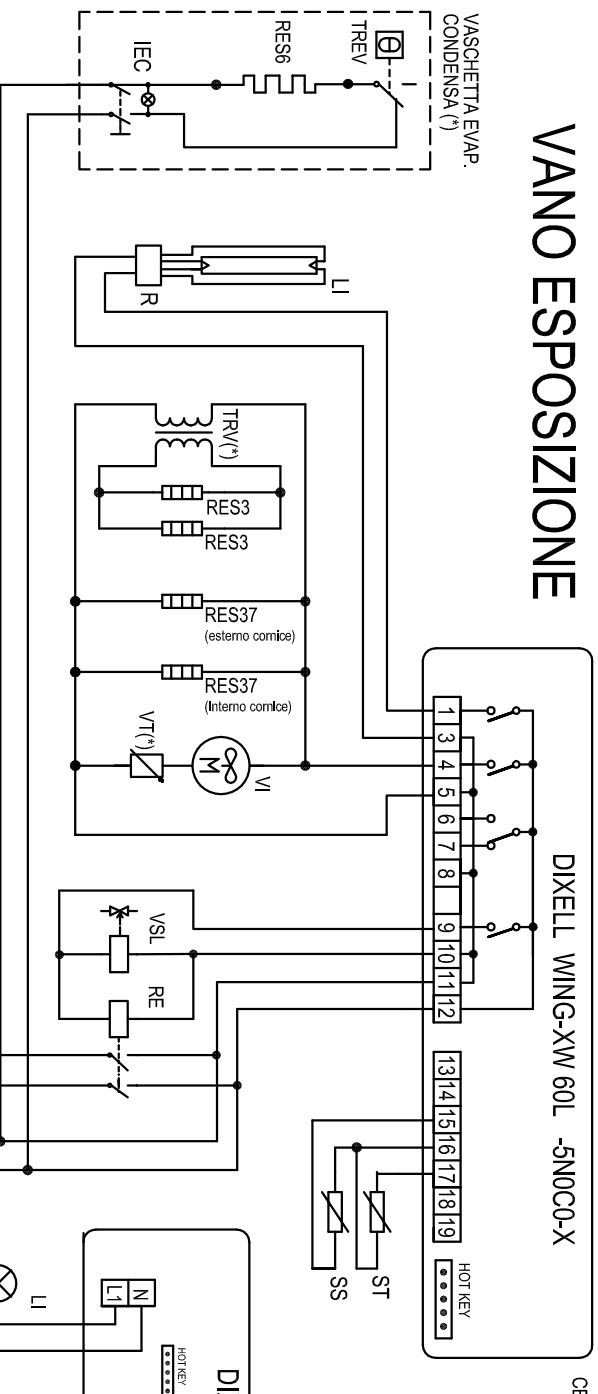 VANO ESPOSIZIONE
VASCHETTA EVAP.
CONDENSA (*)
TREV
θ
RES6
IEC
LI
R
TRV(*)
RES3
RES3
RES37
(esterno cornice)
RES37
(Interno cornice)
VT(*)
M
VI
DIXELL WING-XW 60L -5N0C0-X
1 3 4 5 6 7 8 9 10 11 12
13 14 15 16 17 18 19
HOT KEY
VSL
RE
ST
SS
CE
LI
N
L1
HOT KEY
DI